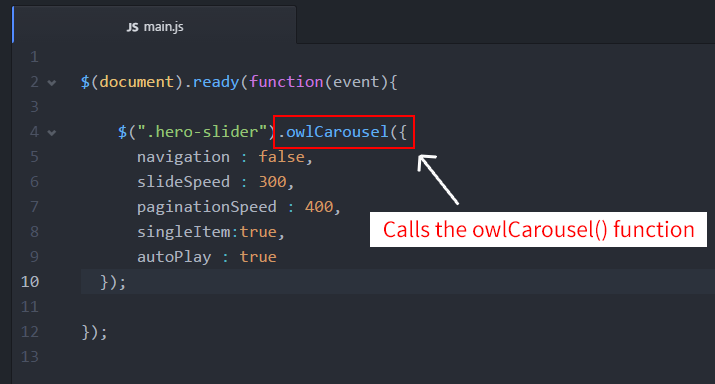 JS main.js
1
2 $(document).ready(function(event){
3
4 $(".hero-slider").owlCarousel({
5 navigation : false,
6 slideSpeed : 300,
7 paginationSpeed : 400,
Calls the owlCarousel() function
8 singleItem:true,
9 autoPlay : true
10 });
11
12 });
13